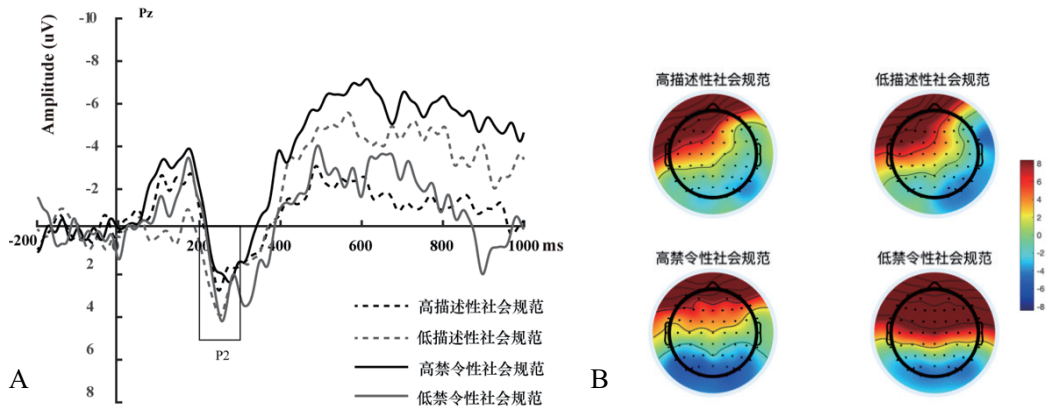 Pz
Amplitude (uV)
-10
-8
-6
-4
-2
-200
200
400
600
800
1000 ms
2
4
6
8
P2
高描述性社会规范
低描述性社会规范
高禁令性社会规范
低禁令性社会规范
A
高描述性社会规范
低描述性社会规范
高禁令性社会规范
低禁令性社会规范
8
6
4
2
0
-2
-4
-6
-8
B